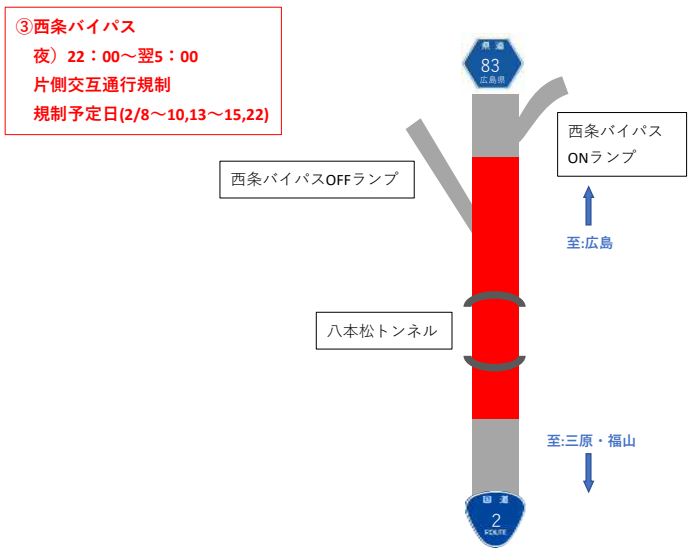 ③西条バイパス
夜）22：00～翌5：00
片側交互通行規制
規制予定日(2/8～10,13～15,22)
県道
83
広島県
西条バイパス
ONランプ
西条バイパスOFFランプ
至:広島
八本松トンネル
至:三原・福山
国道
2
ROUTE